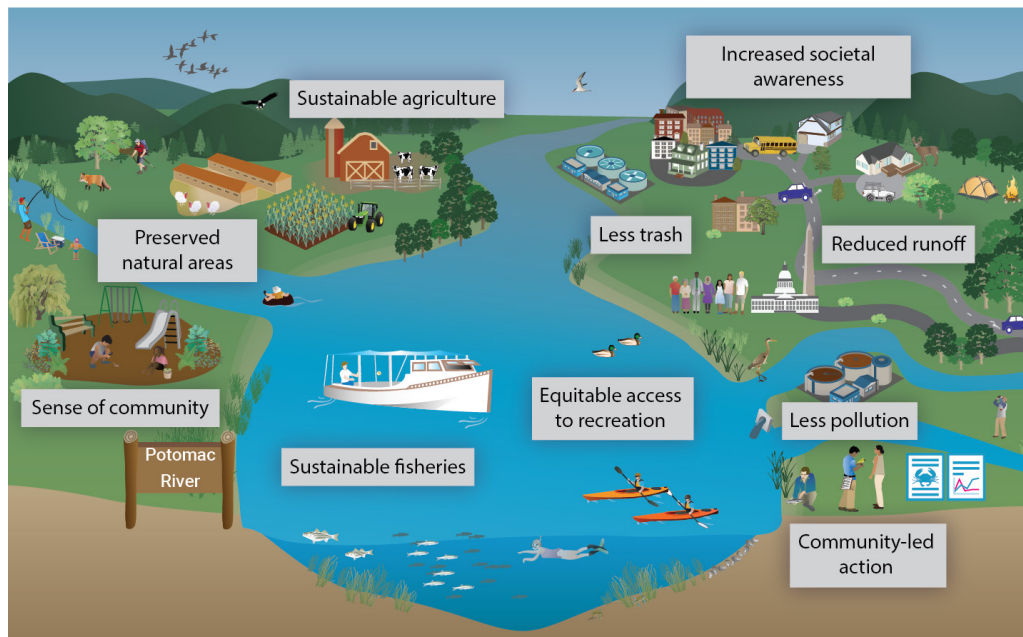 Increased societal
awareness
Sustainable agriculture
Less trash
Reduced runoff
Preserved
natural areas
Sense of community
Equitable access
to recreation
Less pollution
Potomac
River
Sustainable fisheries
Community-led
action